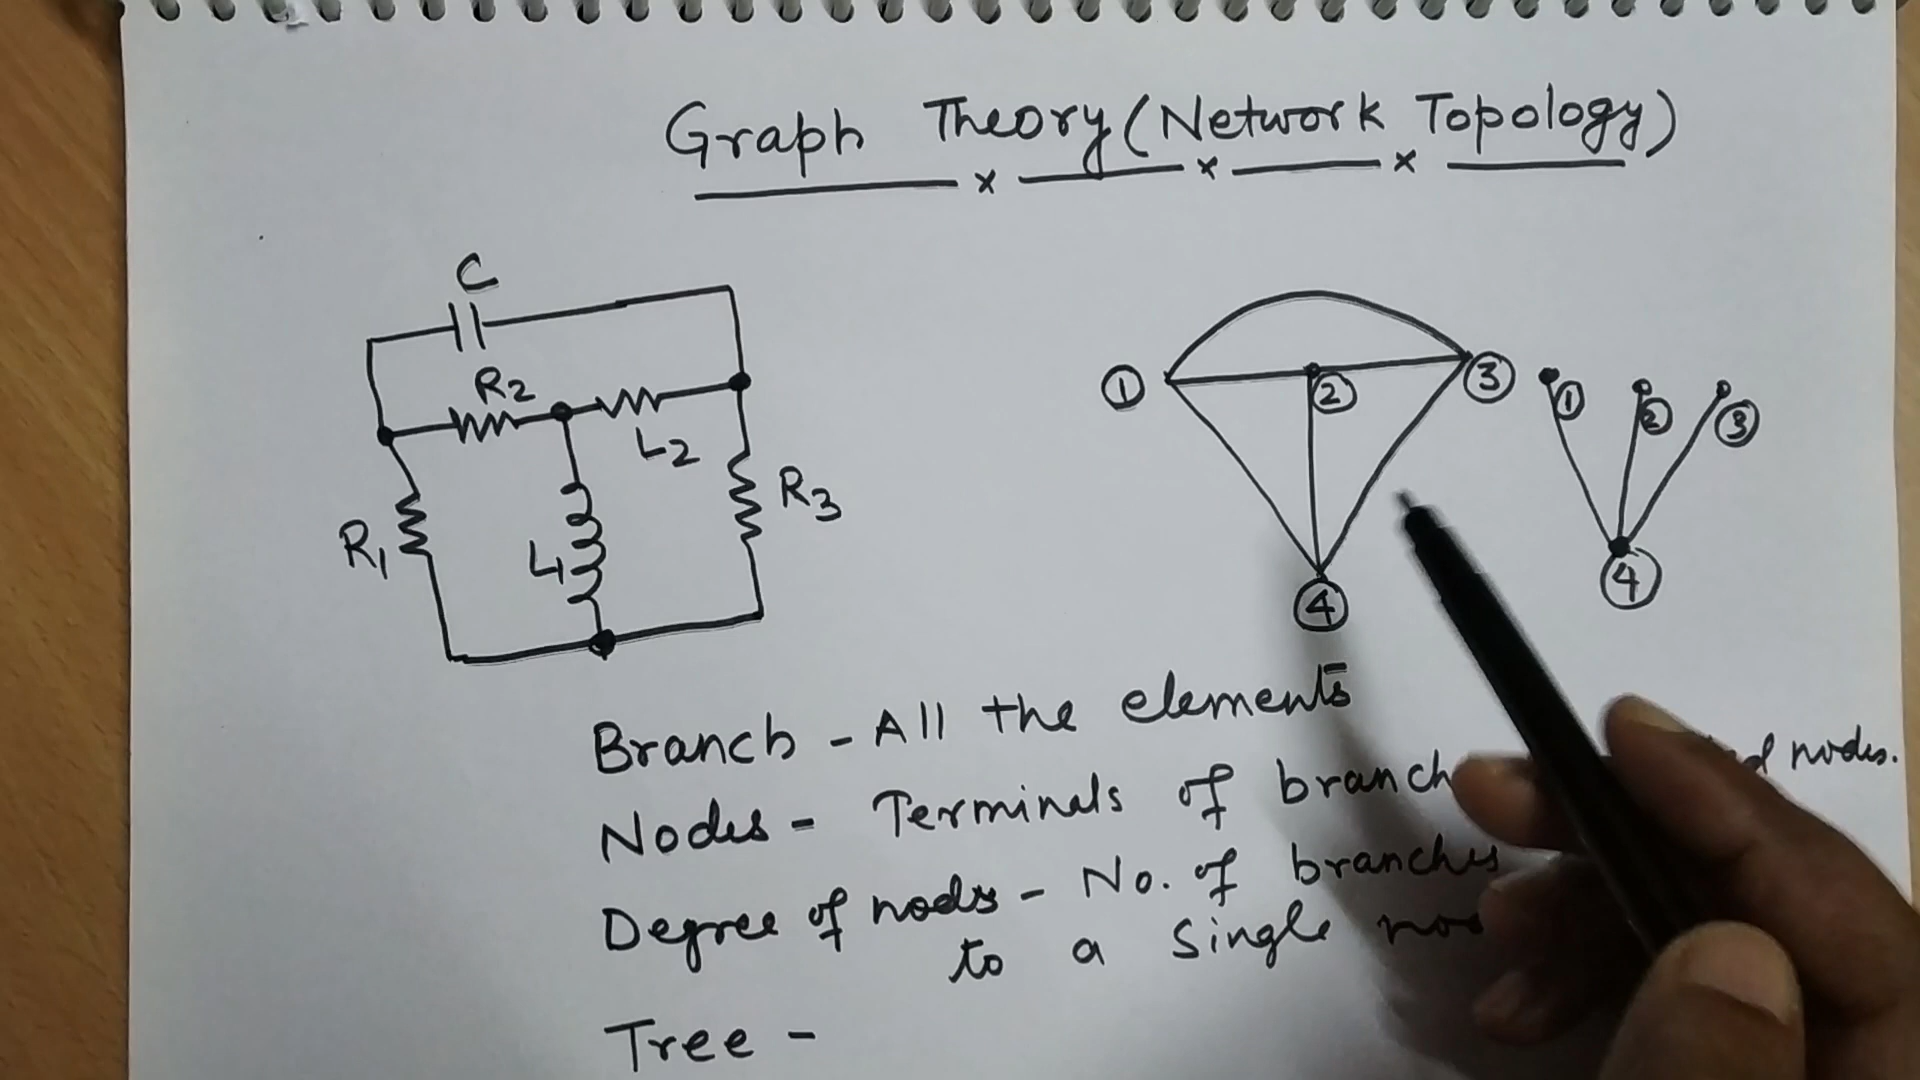 Graph Theory (Network Topology)
C
R2
L2
R1
L1
R3
1
2
3
4
1
2
3
4
Branch - All the elements
Nodes - Terminals of branch nodes.
Degree of nodes - No. of branches
to a single
Tree -